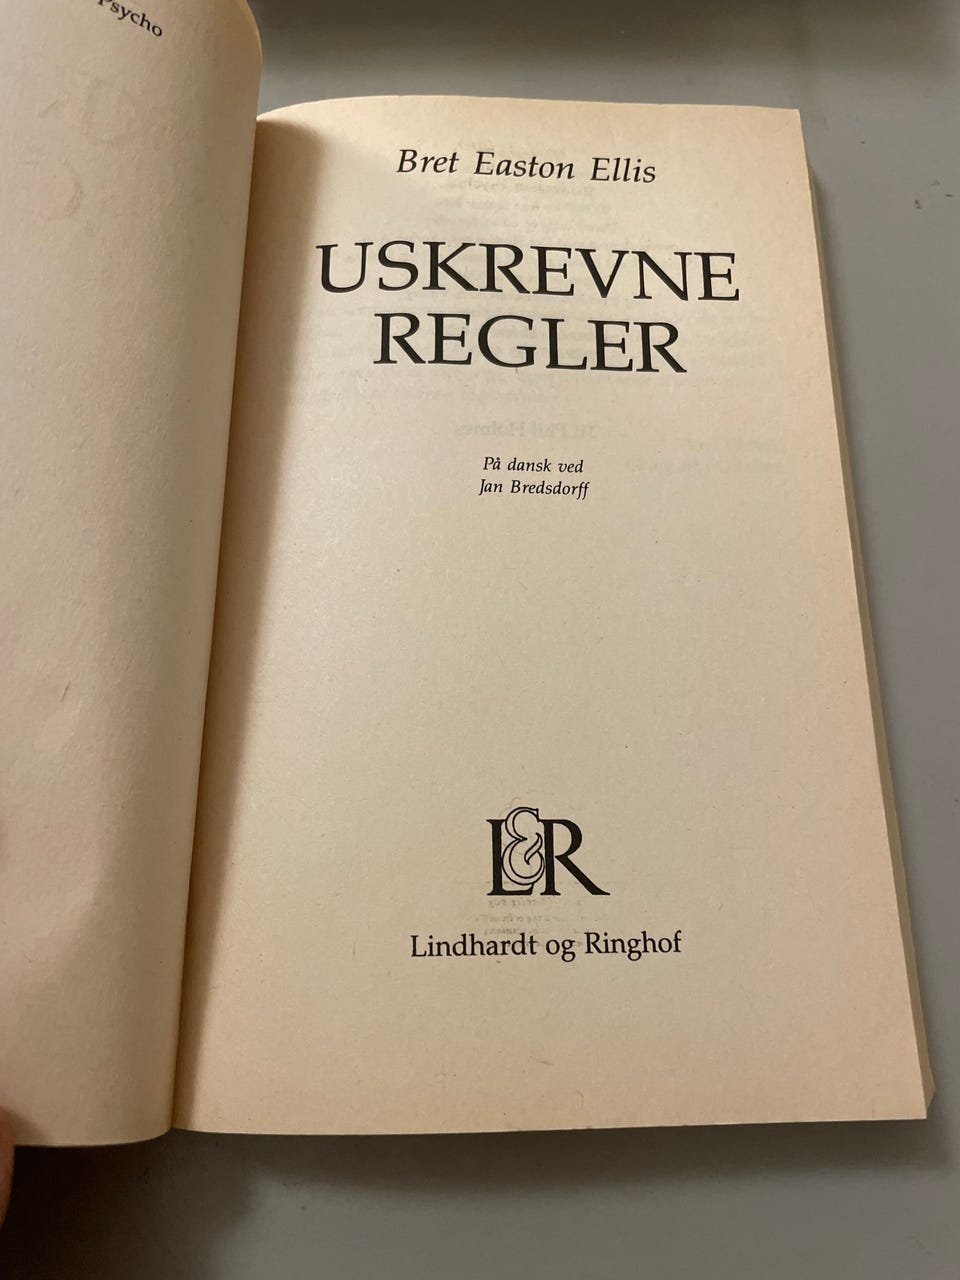 Psycho
Bret Easton Ellis
USKREVNE
REGLER
På dansk ved
Jan Bredsdorff
L&R
Lindhardt og Ringhof